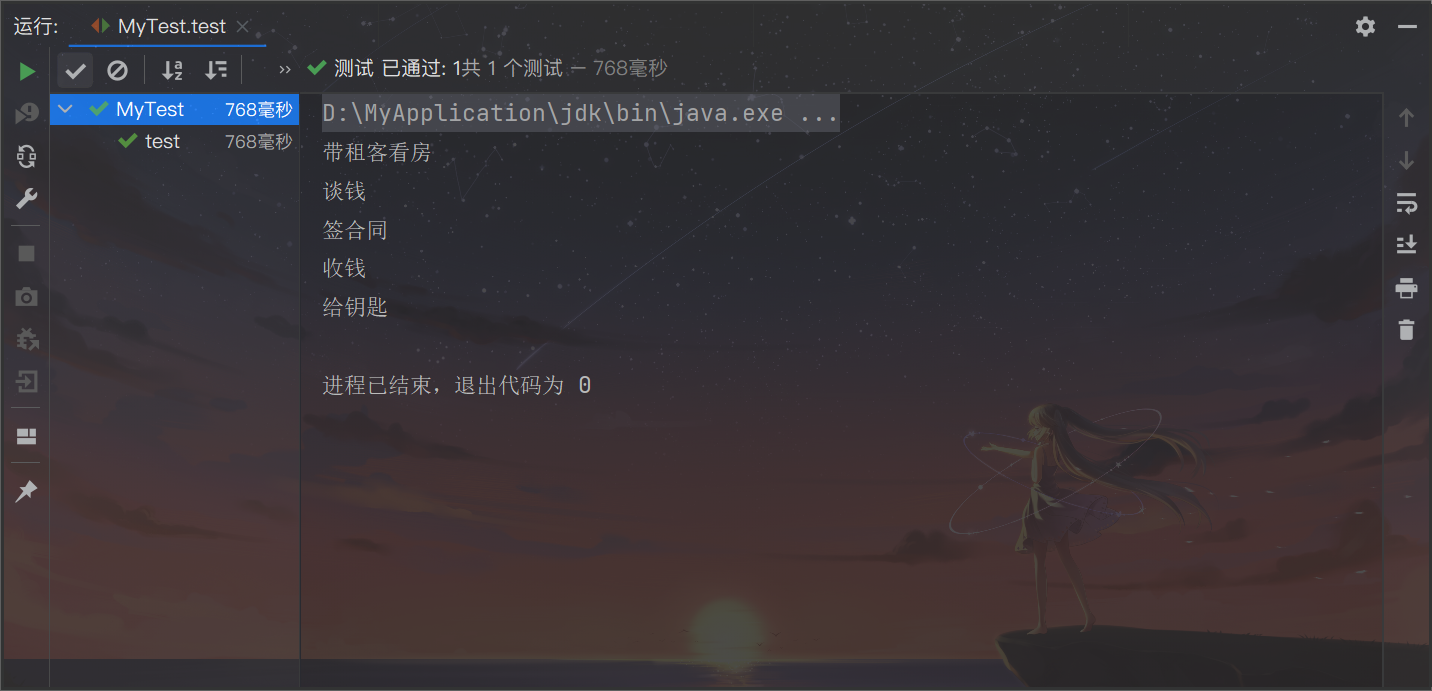 运行: MyTest.test
测试 已通过: 1共 1 个测试 – 768毫秒
MyTest 768毫秒
test 768毫秒
D:\MyApplication\jdk\bin\java.exe ...
带租客看房
谈钱
签合同
收钱
给钥匙
进程已结束，退出代码为 0